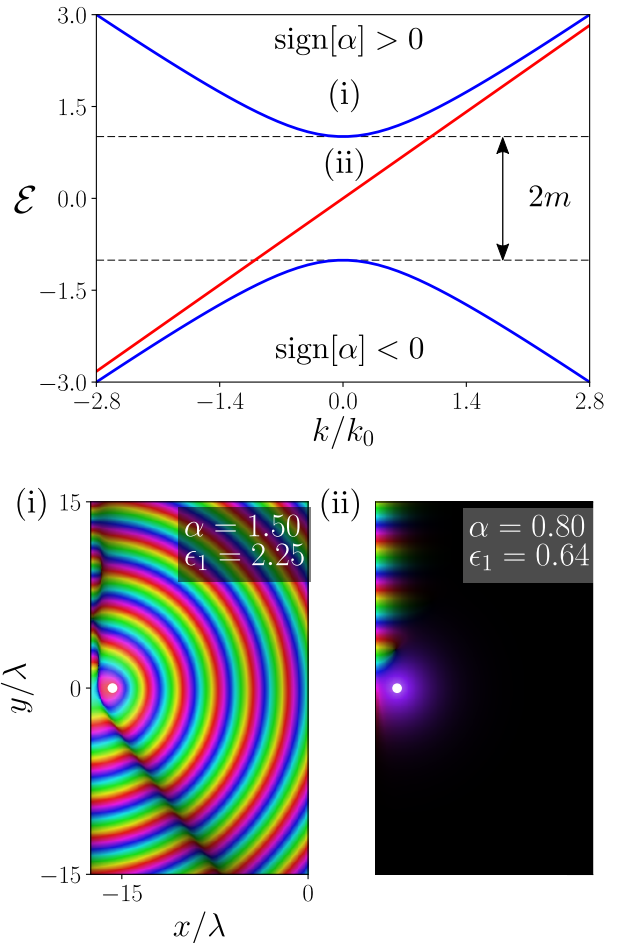 3.0
sign[α] > 0
(i)
1.5
(ii)
ℰ
0.0
2m
−1.5
sign[α] < 0
−3.0
−2.8
−1.4
0.0
1.4
2.8
k/k₀
(i)
15
α = 1.50
ϵ₁ = 2.25
(ii)
α = 0.80
ϵ₁ = 0.64
y/λ
0
−15
−15
0
x/λ